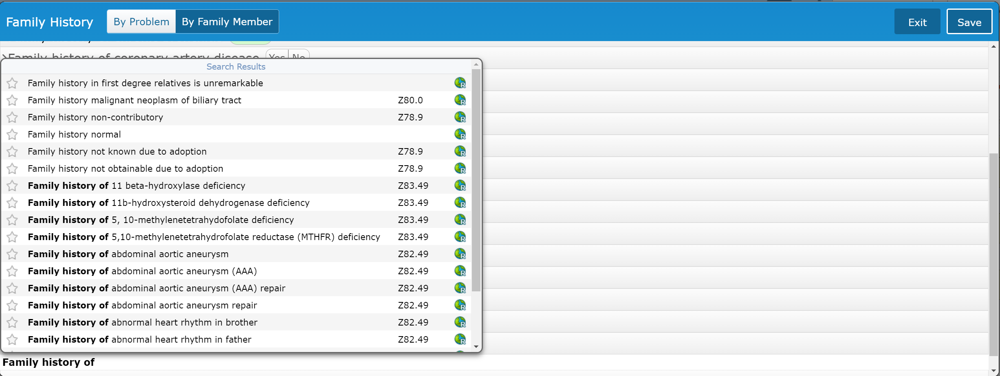 Family History By Problem By Family Member Exit Save
Family history of coronary artery disease Yes No
Search Results
Family history in first degree relatives is unremarkable
Family history malignant neoplasm of biliary tract Z80.0
Family history non-contributory Z78.9
Family history normal
Family history not known due to adoption Z78.9
Family history not obtainable due to adoption Z78.9
Family history of 11 beta-hydroxylase deficiency Z83.49
Family history of 11b-hydroxysteroid dehydrogenase deficiency Z83.49
Family history of 5, 10-methylenetetrahydofolate deficiency Z83.49
Family history of 5,10-methylenetetrahydrofolate reductase (MTHFR) deficiency Z83.49
Family history of abdominal aortic aneurysm Z82.49
Family history of abdominal aortic aneurysm (AAA) Z82.49
Family history of abdominal aortic aneurysm (AAA) repair Z82.49
Family history of abdominal aortic aneurysm repair Z82.49
Family history of abnormal heart rhythm in brother Z82.49
Family history of abnormal heart rhythm in father Z82.49
Family history of